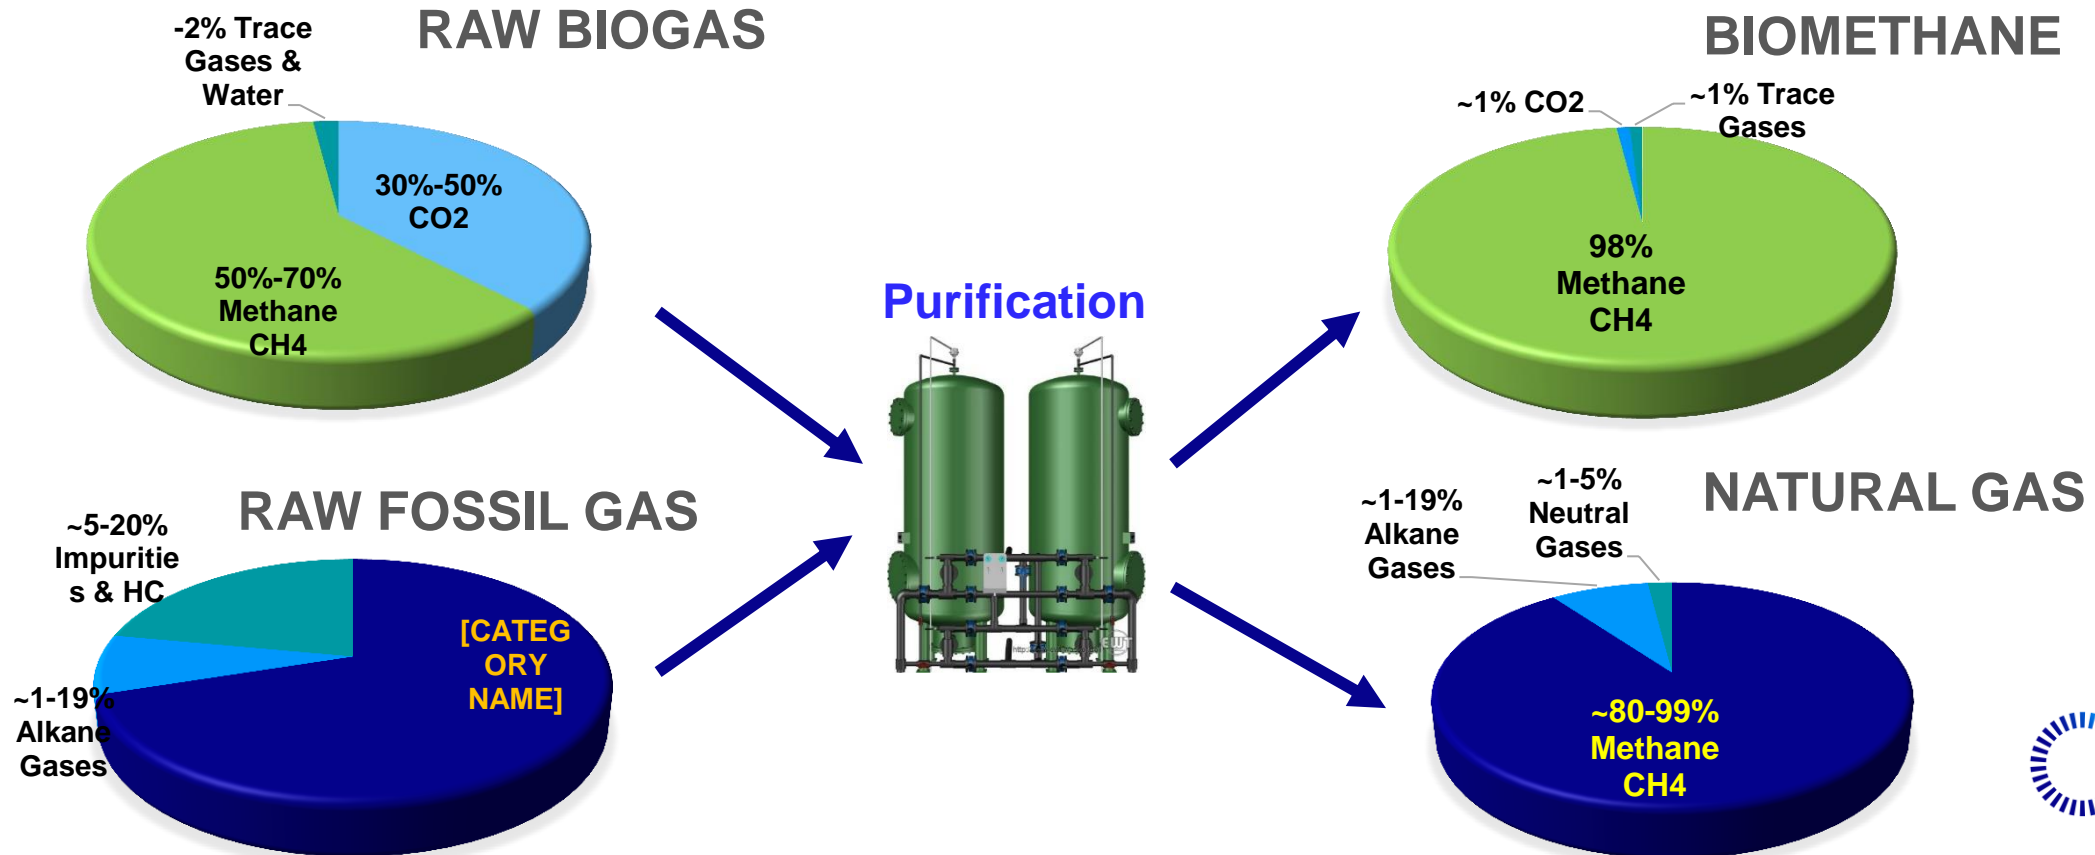 RAW BIOGAS
-2% Trace
Gases &
Water
30%-50%
CO2
50%-70%
Methane
CH4
BIOMETHANE
~1% CO2
~1% Trace
Gases
98%
Methane
CH4
Purification
EWT
RAW FOSSIL GAS
~5-20%
Impuritie
s & HC
[CATEG
ORY
NAME]
~1-19%
Alkane
Gases
NATURAL GAS
~1-19%
Alkane
Gases
~1-5%
Neutral
Gases
~80-99%
Methane
CH4